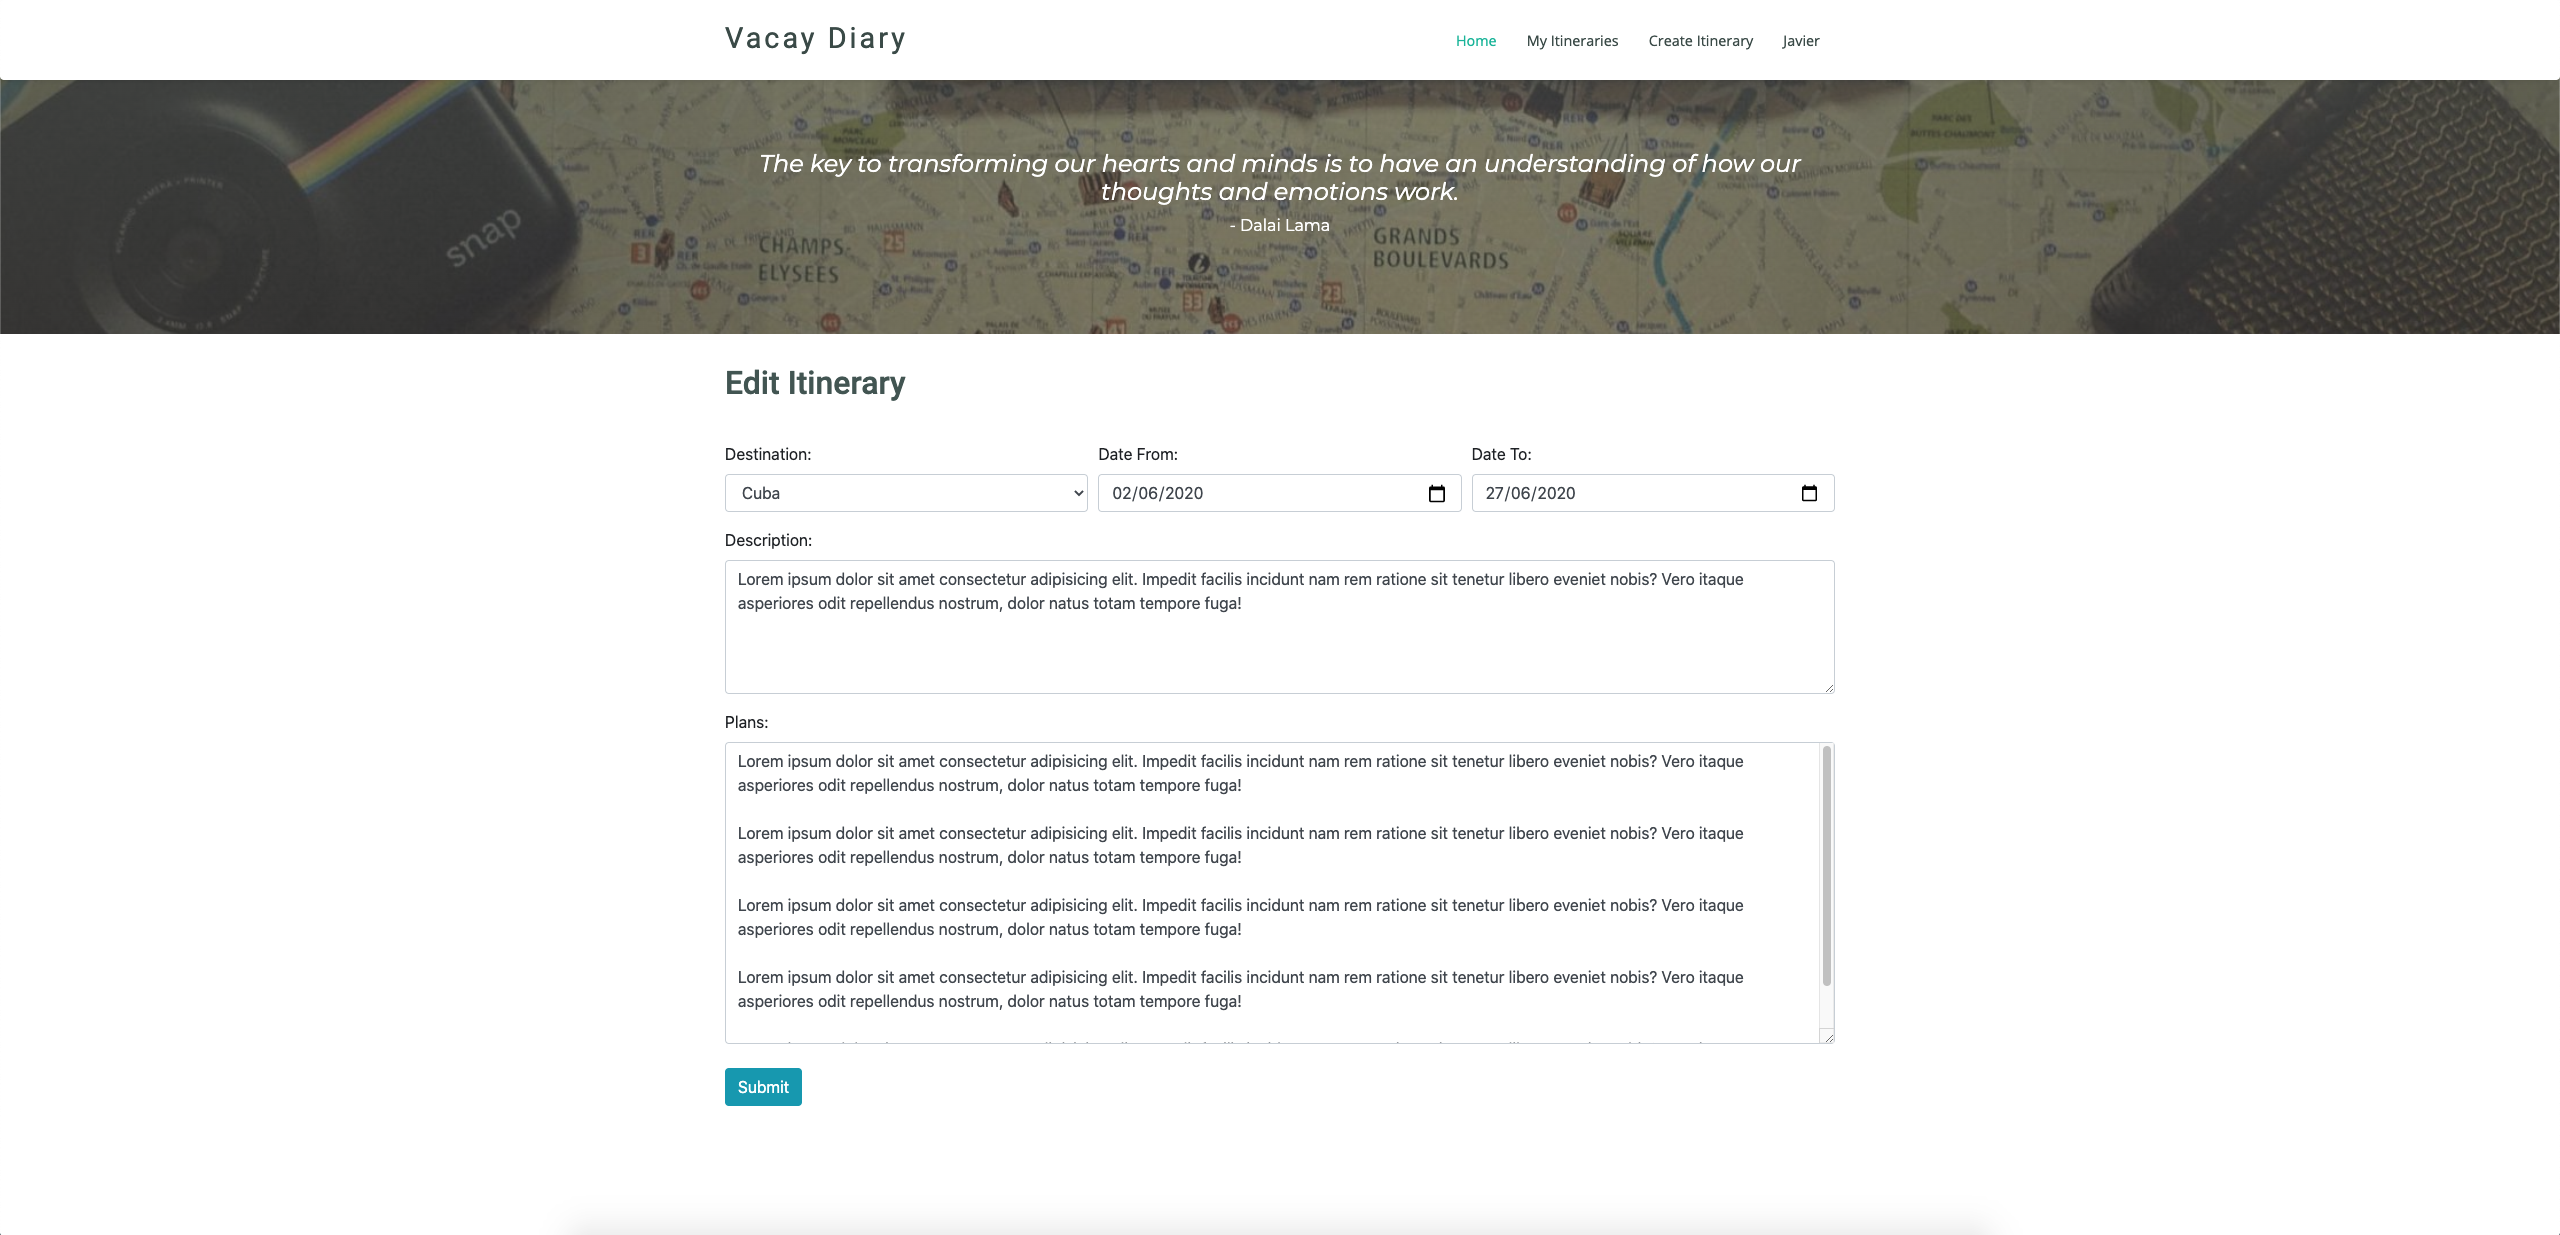 Vacay Diary
Home
My Itineraries
Create Itinerary
Javier
The key to transforming our hearts and minds is to have an understanding of how our
thoughts and emotions work.
- Dalai Lama
snap
CHAMPS-
ELYSEES
GRANDS
BOULEVARDS
3
25
33
23
Edit Itinerary
Destination:
Date From:
Date To:
Cuba
02/06/2020
27/06/2020
Description:
Lorem ipsum dolor sit amet consectetur adipisicing elit. Impedit facilis incidunt nam rem ratione sit tenetur libero eveniet nobis? Vero itaque
asperiores odit repellendus nostrum, dolor natus totam tempore fuga!
Plans:
Lorem ipsum dolor sit amet consectetur adipisicing elit. Impedit facilis incidunt nam rem ratione sit tenetur libero eveniet nobis? Vero itaque
asperiores odit repellendus nostrum, dolor natus totam tempore fuga!
Lorem ipsum dolor sit amet consectetur adipisicing elit. Impedit facilis incidunt nam rem ratione sit tenetur libero eveniet nobis? Vero itaque
asperiores odit repellendus nostrum, dolor natus totam tempore fuga!
Lorem ipsum dolor sit amet consectetur adipisicing elit. Impedit facilis incidunt nam rem ratione sit tenetur libero eveniet nobis? Vero itaque
asperiores odit repellendus nostrum, dolor natus totam tempore fuga!
Lorem ipsum dolor sit amet consectetur adipisicing elit. Impedit facilis incidunt nam rem ratione sit tenetur libero eveniet nobis? Vero itaque
asperiores odit repellendus nostrum, dolor natus totam tempore fuga!
Submit